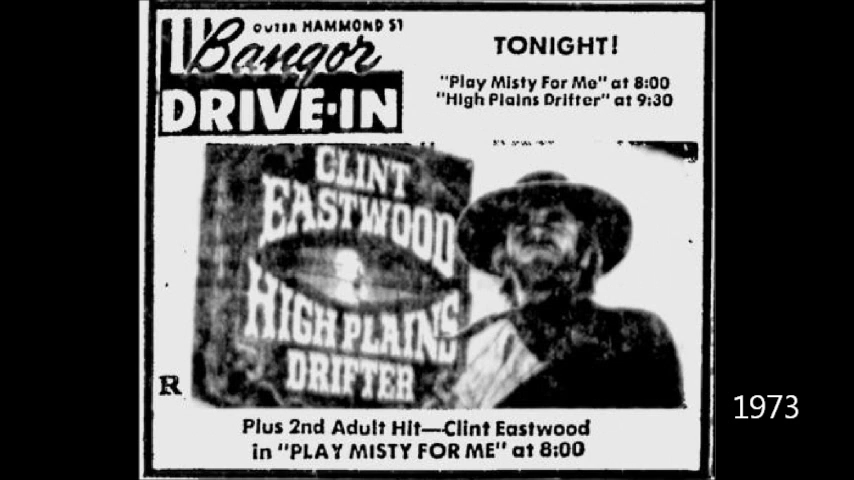 OUTER HAMMOND ST
Bangor
DRIVE-IN
TONIGHT!
"Play Misty For Me" at 8:00
"High Plains Drifter" at 9:30
CLINT
EASTWOOD
HIGH PLAINS
DRIFTER
R
1973
Plus 2nd Adult Hit—Clint Eastwood
in "PLAY MISTY FOR ME" at 8:00